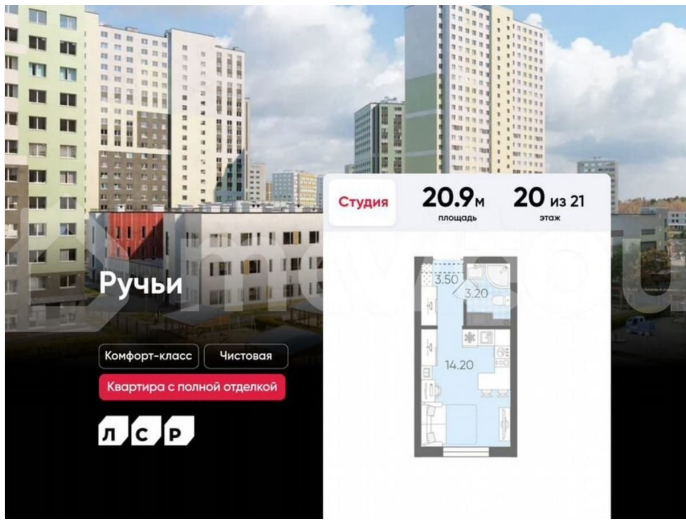 Студия
20.9 м
площадь
20 из 21
этаж
Ручьи
3.50
3.20
14.20
Комфорт-класс
Чистовая
Квартира с полной отделкой
ЛСР